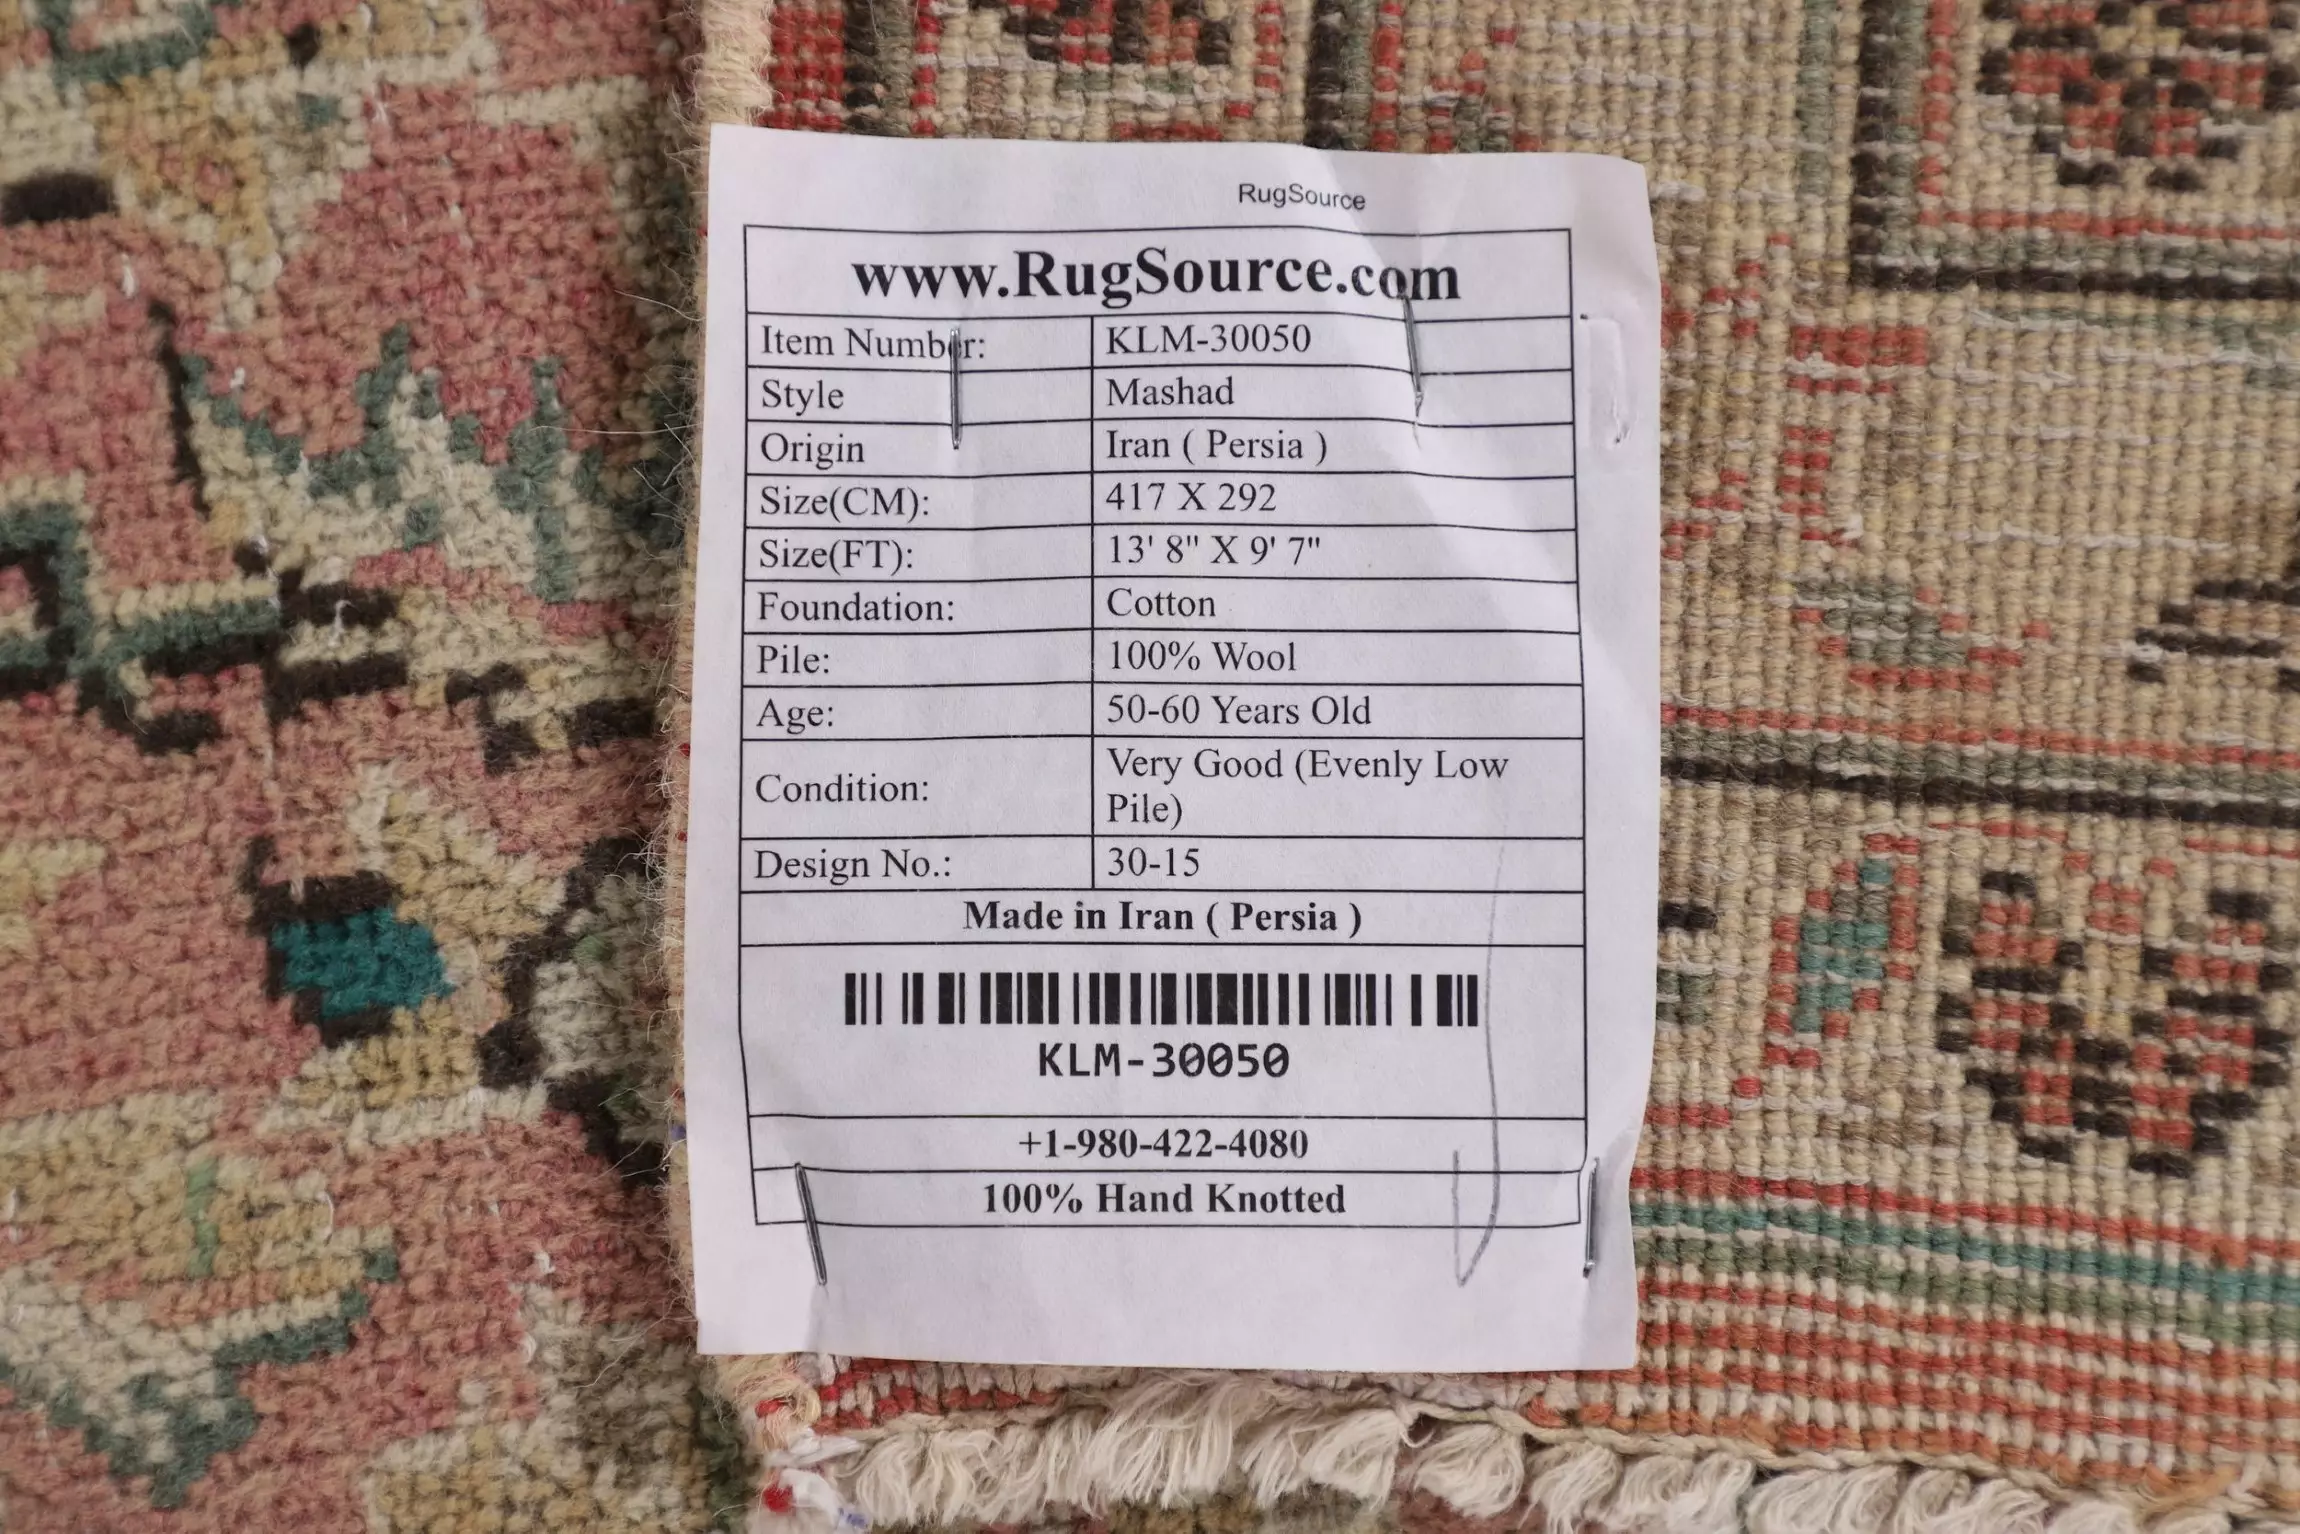 RugSource
www.RugSource.com
Item Number: KLM-30050
Style Mashad
Origin Iran ( Persia )
Size(CM): 417 X 292
Size(FT): 13' 8" X 9' 7"
Foundation: Cotton
Pile: 100% Wool
Age: 50-60 Years Old
Condition: Very Good (Evenly Low
Pile)
Design No.: 30-15
Made in Iran ( Persia )
KLM-30050
+1-980-422-4080
100% Hand Knotted